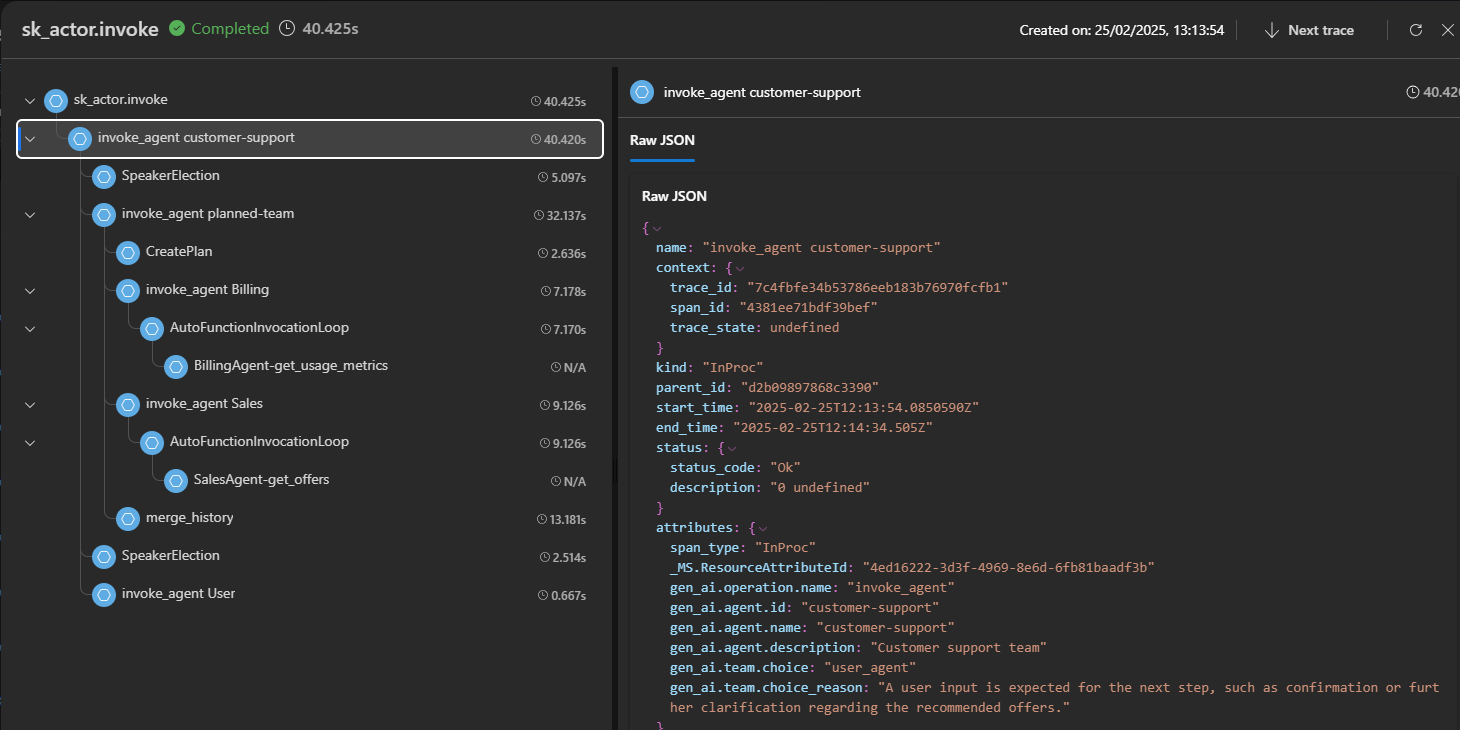 sk_actor.invoke Completed 40.425s Created on: 25/02/2025, 13:13:54 Next trace
sk_actor.invoke 40.425s
invoke_agent customer-support 40.420s
SpeakerElection 5.097s
invoke_agent planned-team 32.137s
CreatePlan 2.636s
invoke_agent Billing 7.178s
AutoFunctionInvocationLoop 7.170s
BillingAgent-get_usage_metrics N/A
invoke_agent Sales 9.126s
AutoFunctionInvocationLoop 9.126s
SalesAgent-get_offers N/A
merge_history 13.181s
SpeakerElection 2.514s
invoke_agent User 0.667s
invoke_agent customer-support 40.420
Raw JSON
Raw JSON
{
name: "invoke_agent customer-support"
context: {
trace_id: "7c4fbfe34b53786eeb183b76970fcfb1"
span_id: "4381ee71bdf39bef"
trace_state: undefined
}
kind: "InProc"
parent_id: "d2b09897868c3390"
start_time: "2025-02-25T12:13:54.0850590Z"
end_time: "2025-02-25T12:14:34.505Z"
status: {
status_code: "Ok"
description: "0 undefined"
}
attributes: {
span_type: "InProc"
_MS.ResourceAttributeId: "4ed16222-3d3f-4969-8e6d-6fb81baadf3b"
gen_ai.operation.name: "invoke_agent"
gen_ai.agent.id: "customer-support"
gen_ai.agent.name: "customer-support"
gen_ai.agent.description: "Customer support team"
gen_ai.team.choice: "user_agent"
gen_ai.team.choice_reason: "A user input is expected for the next step, such as confirmation or furt
her clarification regarding the recommended offers."
}